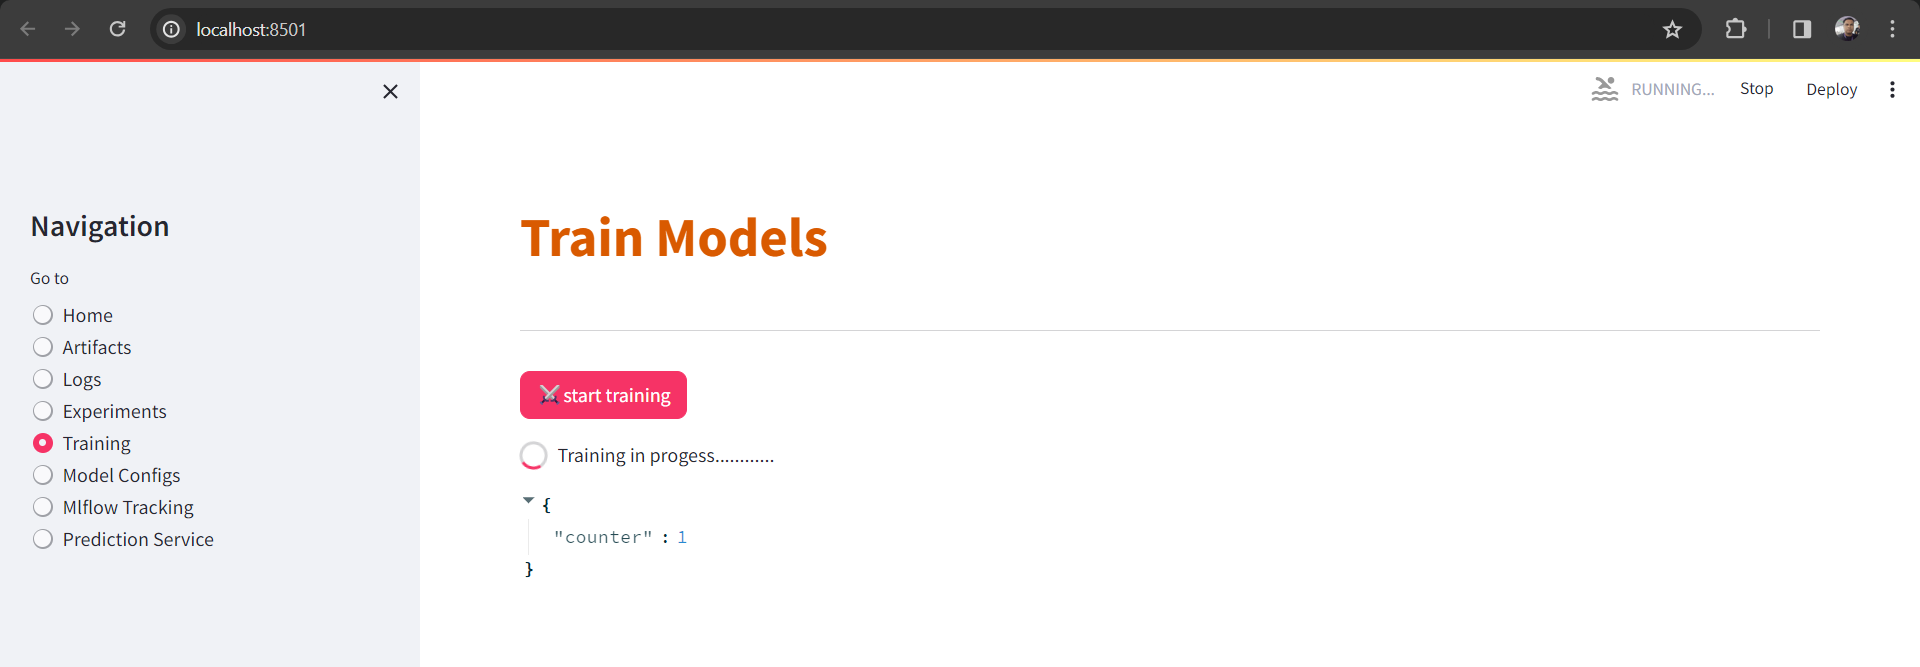 localhost:8501
RUNNING... Stop Deploy
Navigation
Go to
Home
Artifacts
Logs
Experiments
Training
Model Configs
Mlflow Tracking
Prediction Service
Train Models
start training
Training in progess............
{
"counter" : 1
}